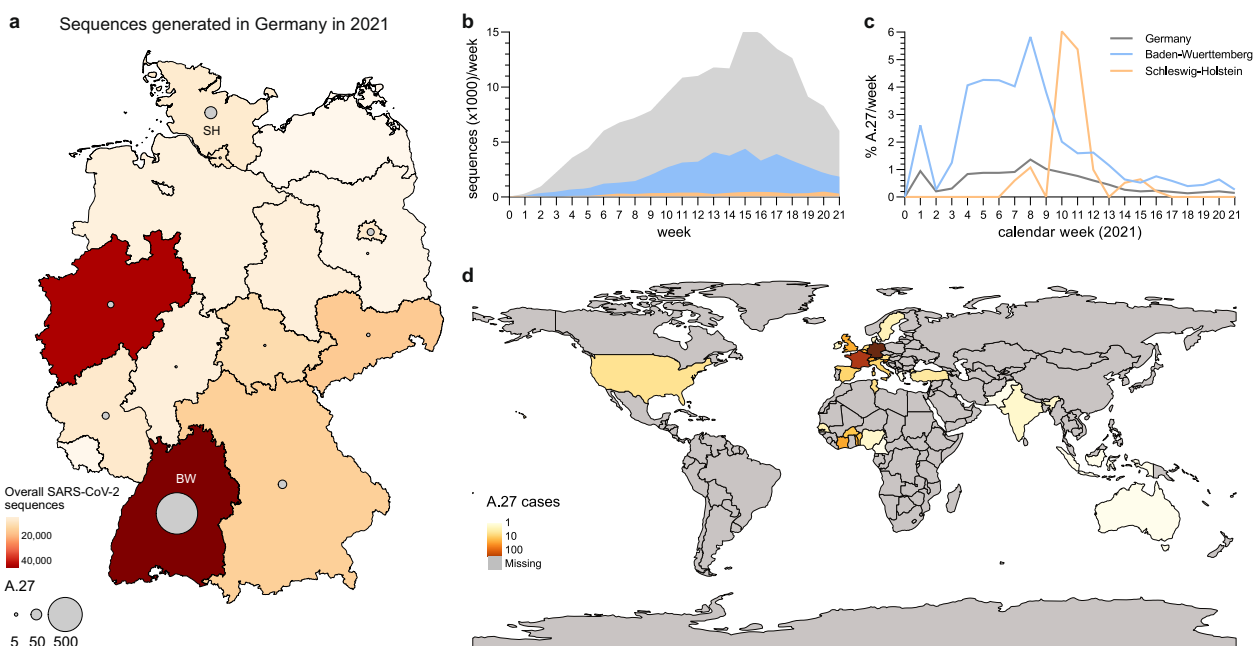 a
Sequences generated in Germany in 2021
SH
BW
Overall SARS-CoV-2
sequences
20,000
40,000
A.27
5 50 500
b
sequences (x1000)/week
15
10
5
0
0 1 2 3 4 5 6 7 8 9 10 11 12 13 14 15 16 17 18 19 20 21
week
c
% A.27/week
6
5
4
3
2
1
0
0 1 2 3 4 5 6 7 8 9 10 11 12 13 14 15 16 17 18 19 20 21
calendar week (2021)
Germany
Baden-Wuerttemberg
Schleswig-Holstein
d
A.27 cases
1
10
100
Missing